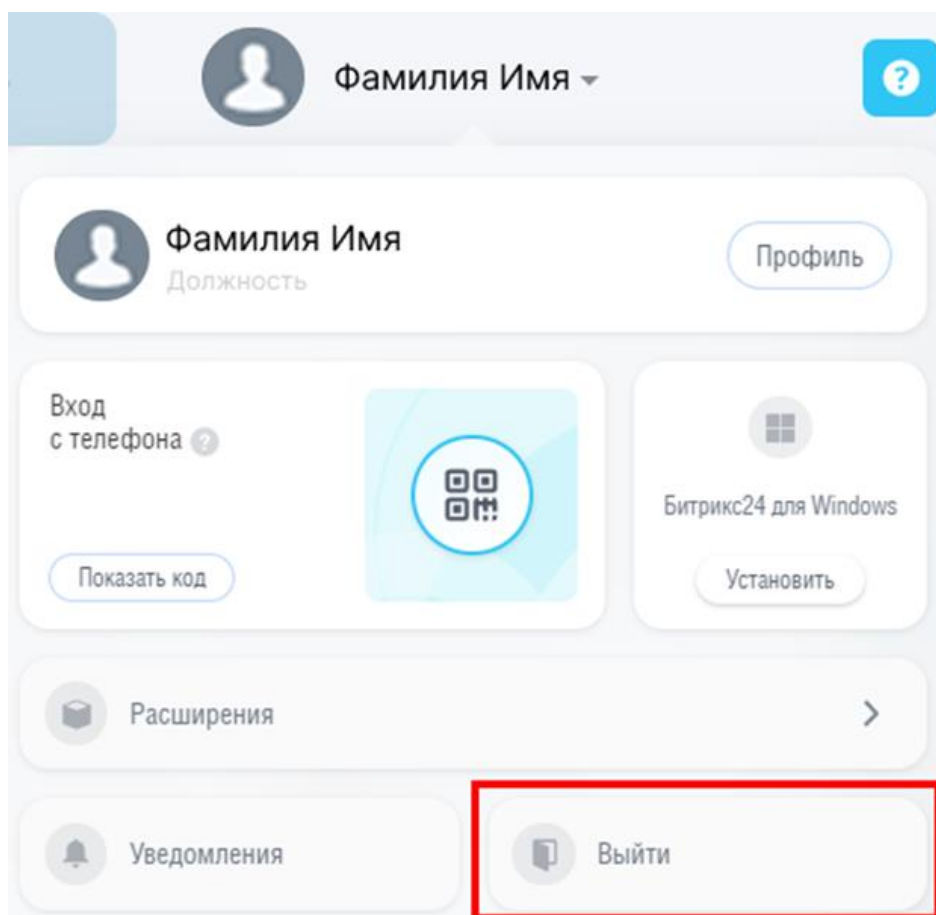 Фамилия Имя
?
Фамилия Имя
Должность
Профиль
Вход
с телефона ?
Показать код
Битрикс24 для Windows
Установить
Расширения
Уведомления
Выйти